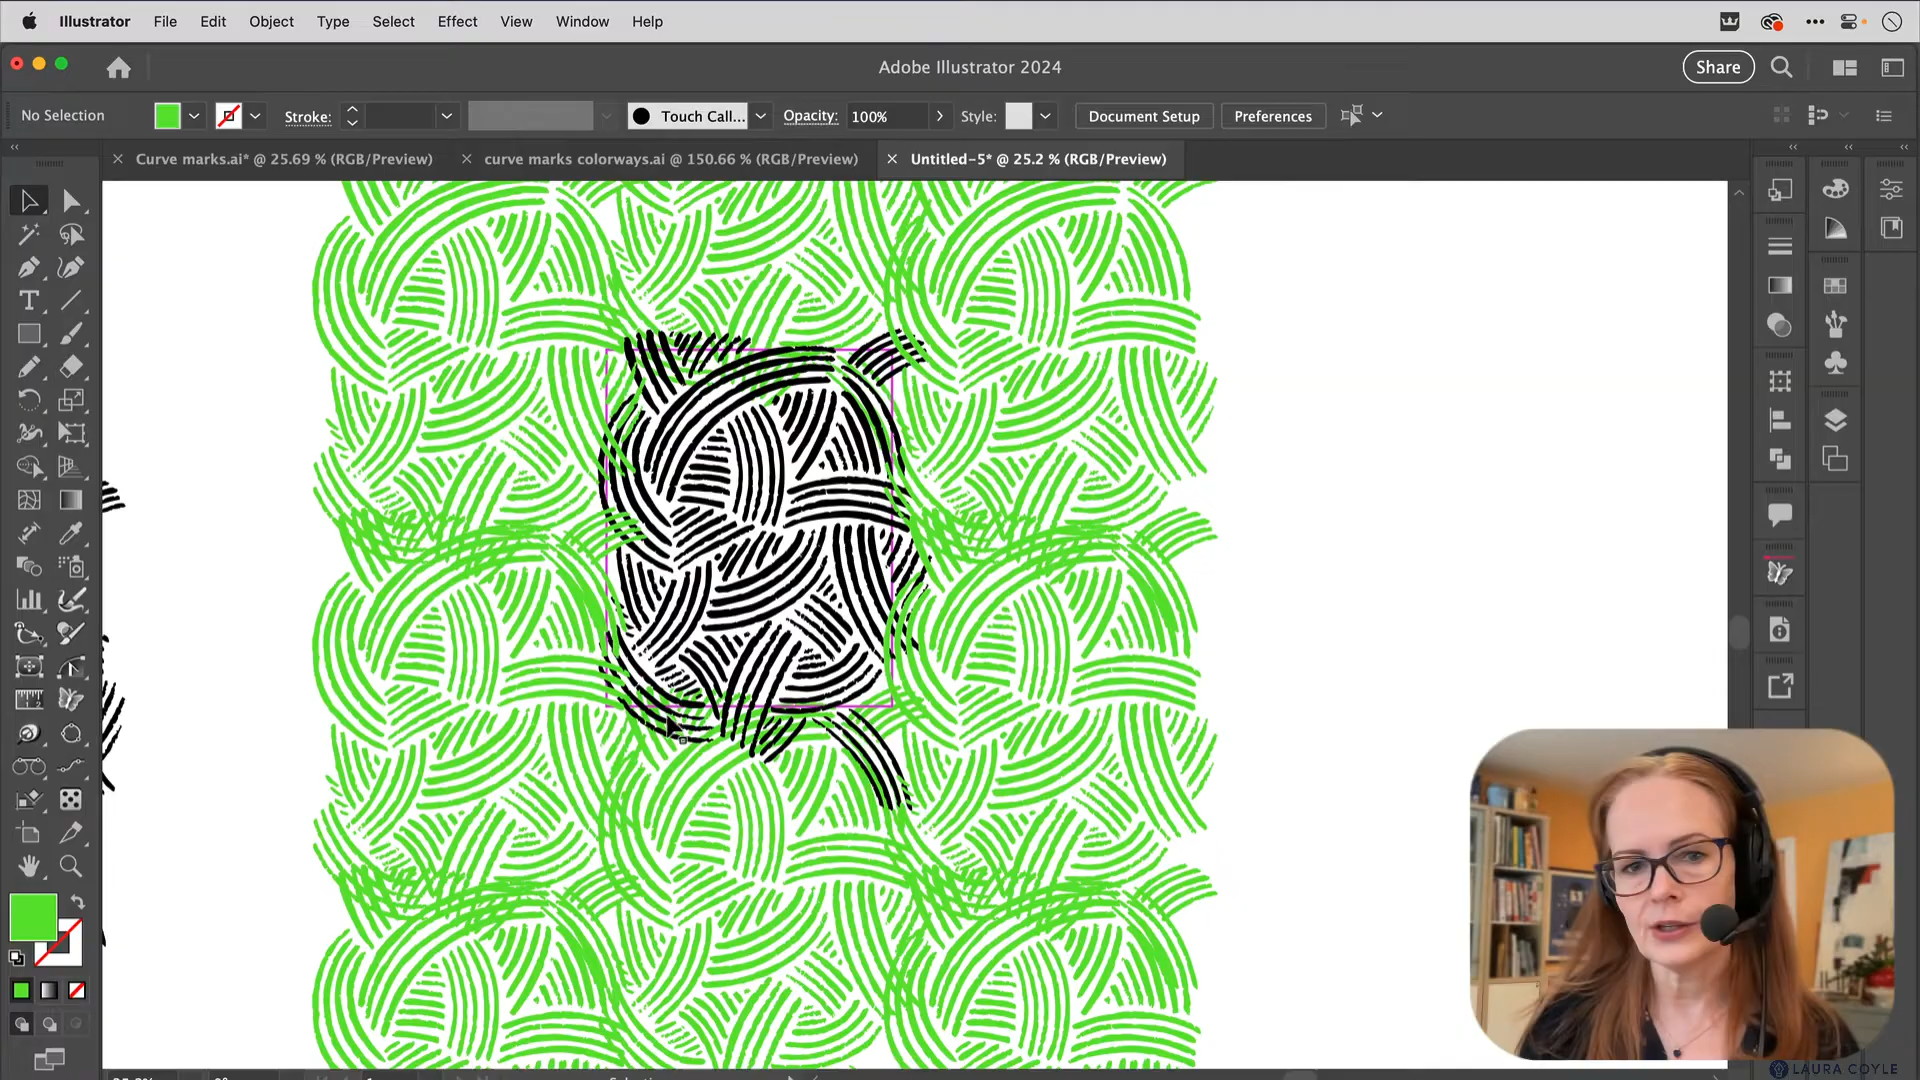 Illustrator File Edit Object Type Select Effect View Window Help
Adobe Illustrator 2024
Share
No Selection
Stroke:
Touch Call...
Opacity: 100%
Style:
Document Setup
Preferences
Curve marks.ai* @ 25.69 % (RGB/Preview)
curve marks colorways.ai @ 150.66 % (RGB/Preview)
Untitled-5* @ 25.2 % (RGB/Preview)
LAURA COYLE